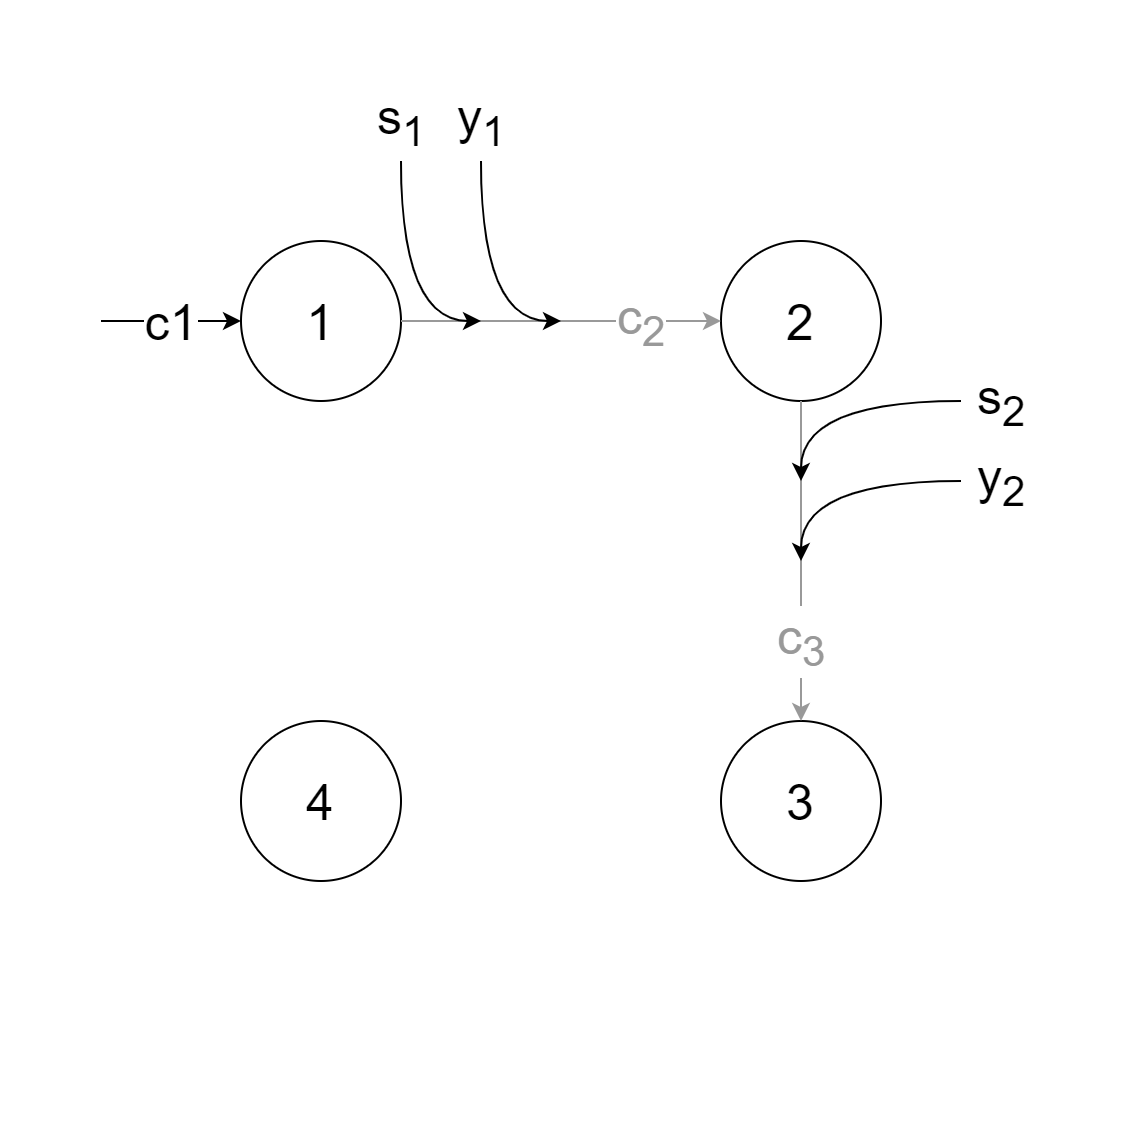 s₁ y₁
c1 1 c₂ 2
s₂
y₂
c₃
4 3